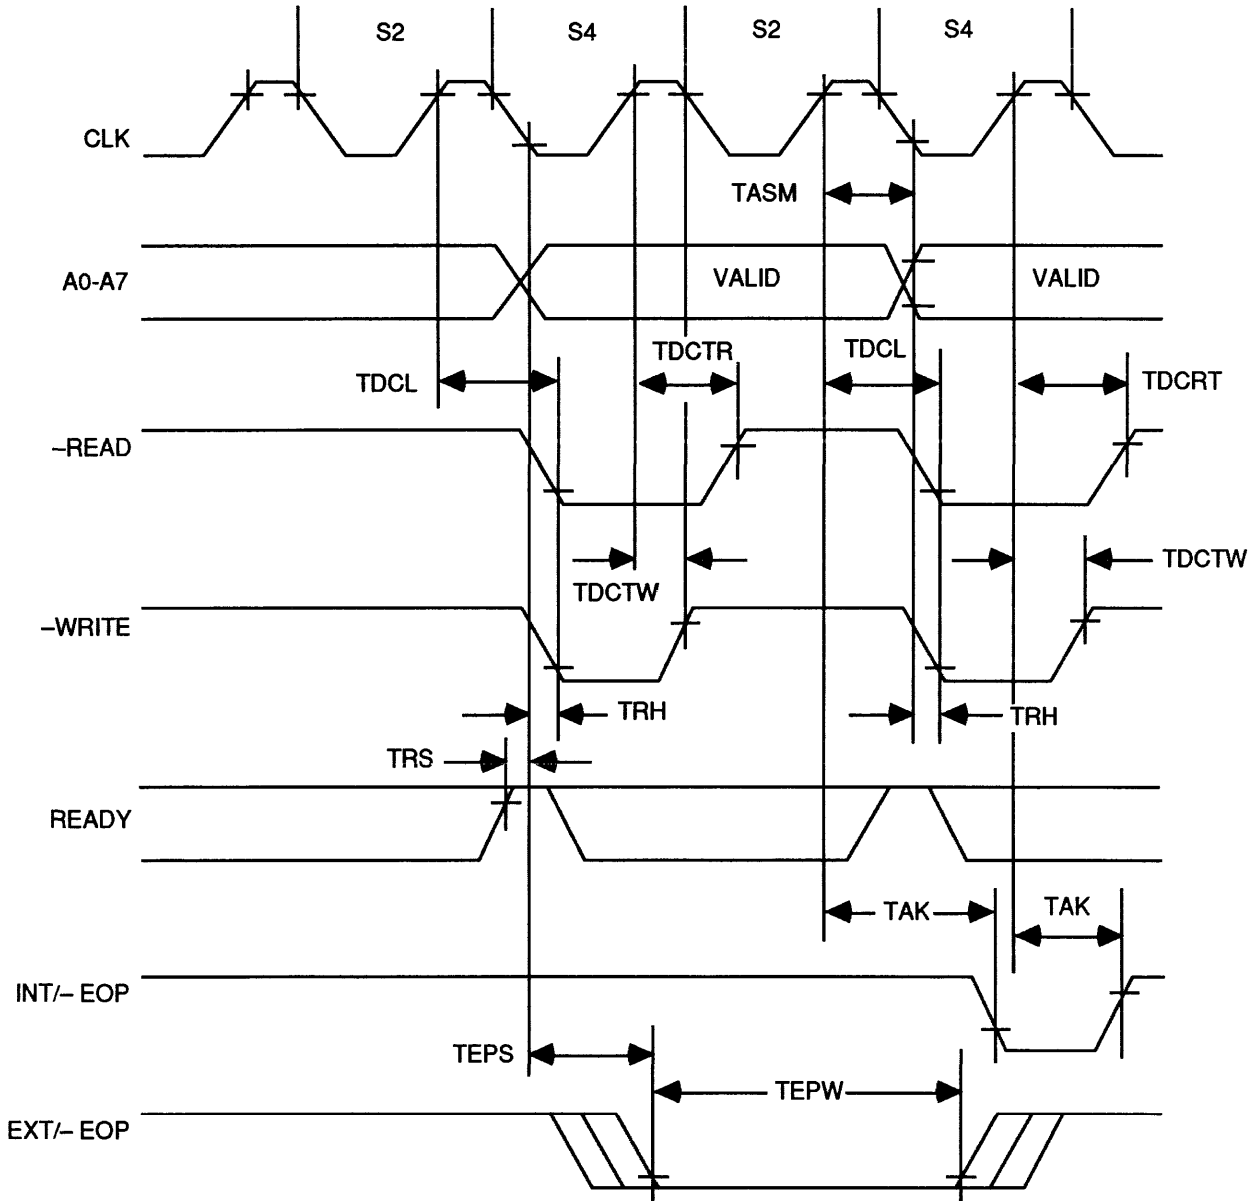 S2 S4 S2 S4
CLK
TASM
A0-A7 VALID VALID
TDCL TDCTR TDCL TDCRT
–READ
TDCTW TDCTW
–WRITE
TRH TRH
TRS
READY
TAK TAK
INT/– EOP
TEPS TEPW
EXT/– EOP